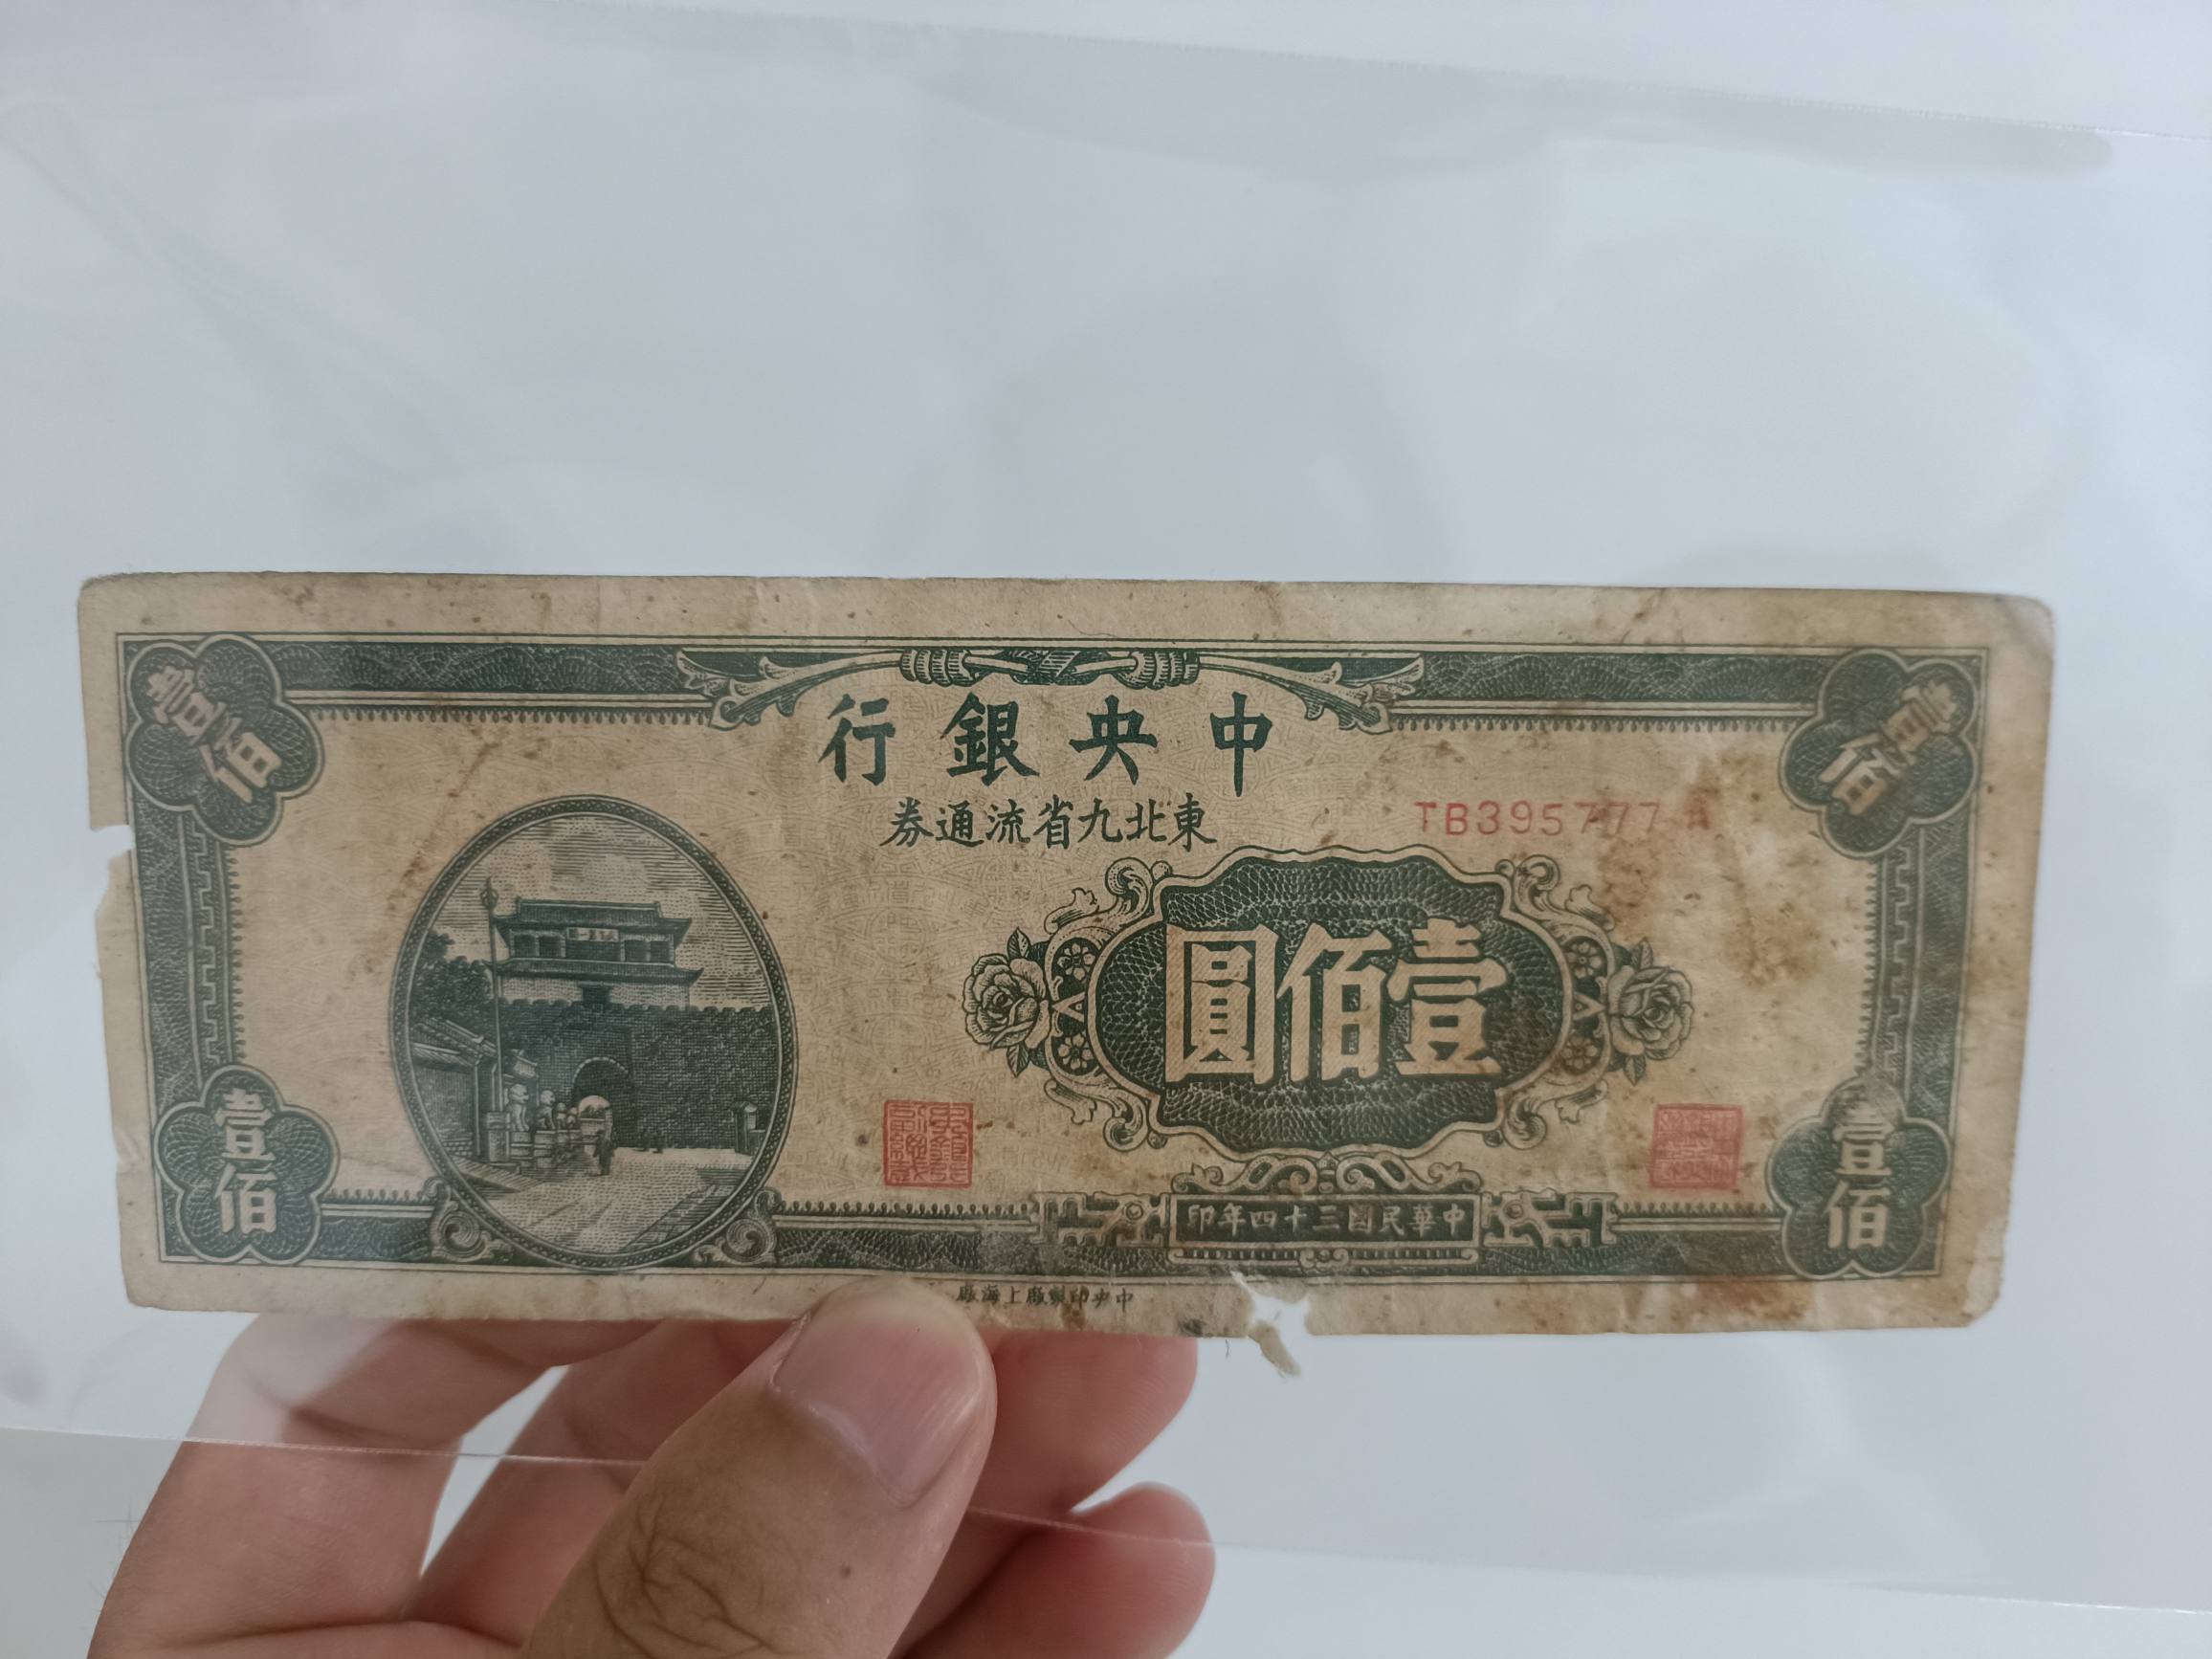 中央銀行
東北九省流通券
TB395777 A
壹佰圓
中華民國三十四年印
中央印製廠上海廠
壹佰
壹佰
壹佰
壹佰